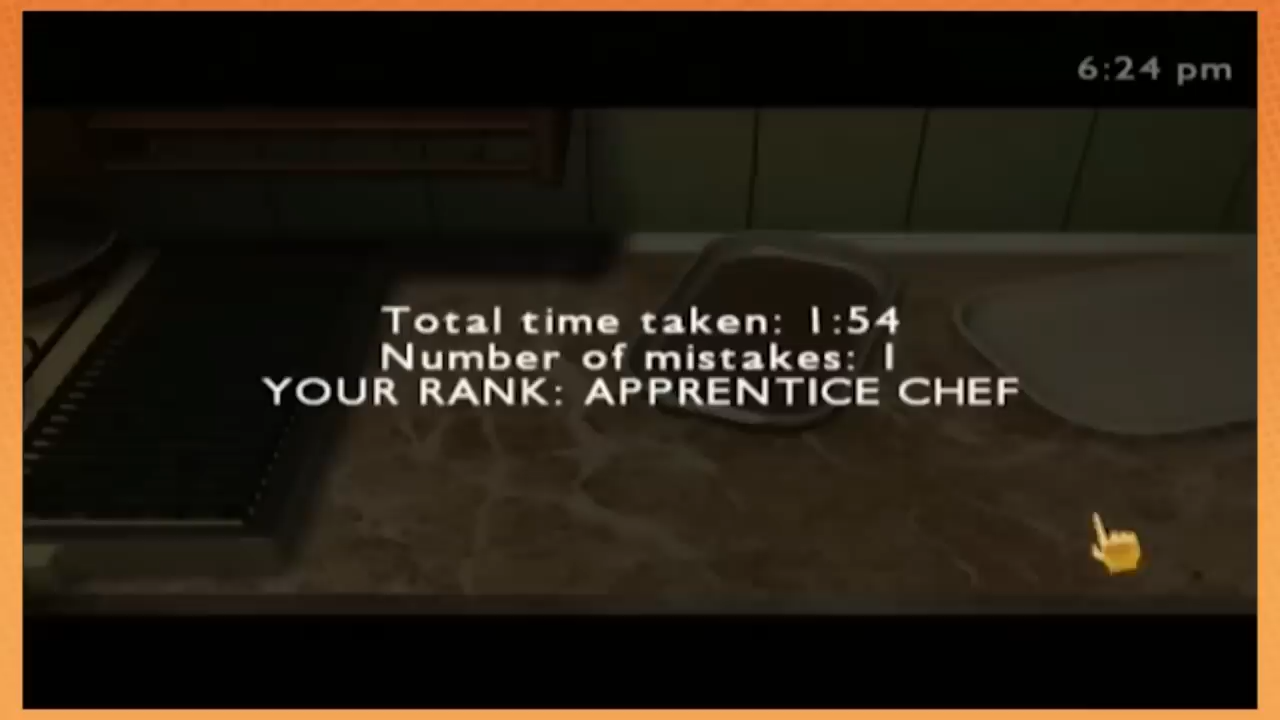 6:24 pm
Total time taken: 1:54
Number of mistakes: 1
YOUR RANK: APPRENTICE CHEF